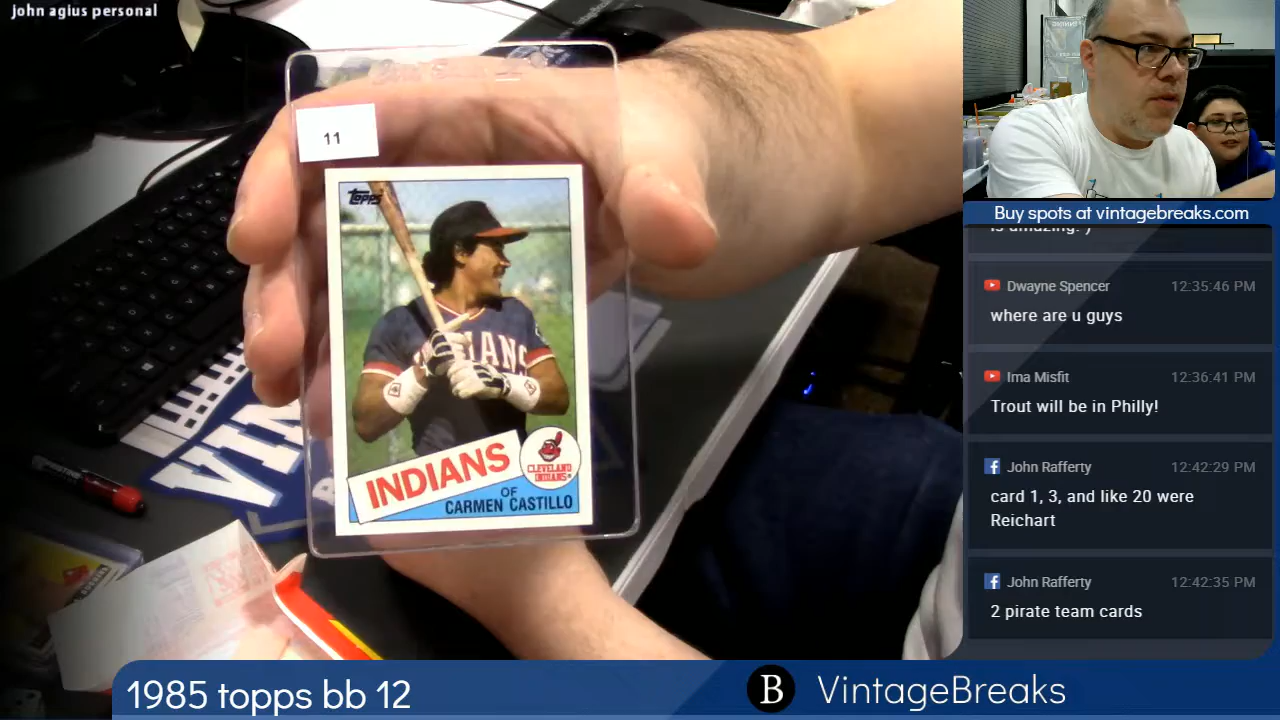 john agius personal
11
Topps
INDIANS
CLEVELAND
INDIANS
OF
CARMEN CASTILLO
VIN
Buy spots at vintagebreaks.com
is amazing! )
Dwayne Spencer 12:35:46 PM
where are u guys
Ima Misfit 12:36:41 PM
Trout will be in Philly!
John Rafferty 12:42:29 PM
card 1, 3, and like 20 were
Reichart
John Rafferty 12:42:35 PM
2 pirate team cards
1985 topps bb 12
B VintageBreaks